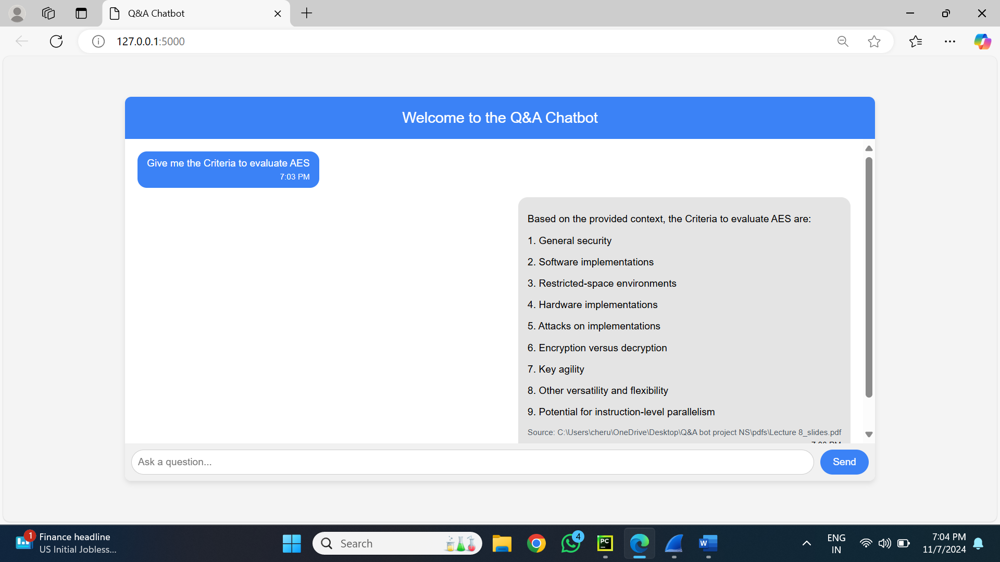 Q&A Chatbot
127.0.0.1:5000
Welcome to the Q&A Chatbot
Give me the Criteria to evaluate AES
7:03 PM
Based on the provided context, the Criteria to evaluate AES are:
1. General security
2. Software implementations
3. Restricted-space environments
4. Hardware implementations
5. Attacks on implementations
6. Encryption versus decryption
7. Key agility
8. Other versatility and flexibility
9. Potential for instruction-level parallelism
Source: C:\Users\cheru\OneDrive\Desktop\Q&A bot project NS\pdfs\Lecture 8_slides.pdf
Ask a question...
Send
1
Finance headline
US Initial Jobless...
Search
4
PC
W
ENG
IN
7:04 PM
11/7/2024